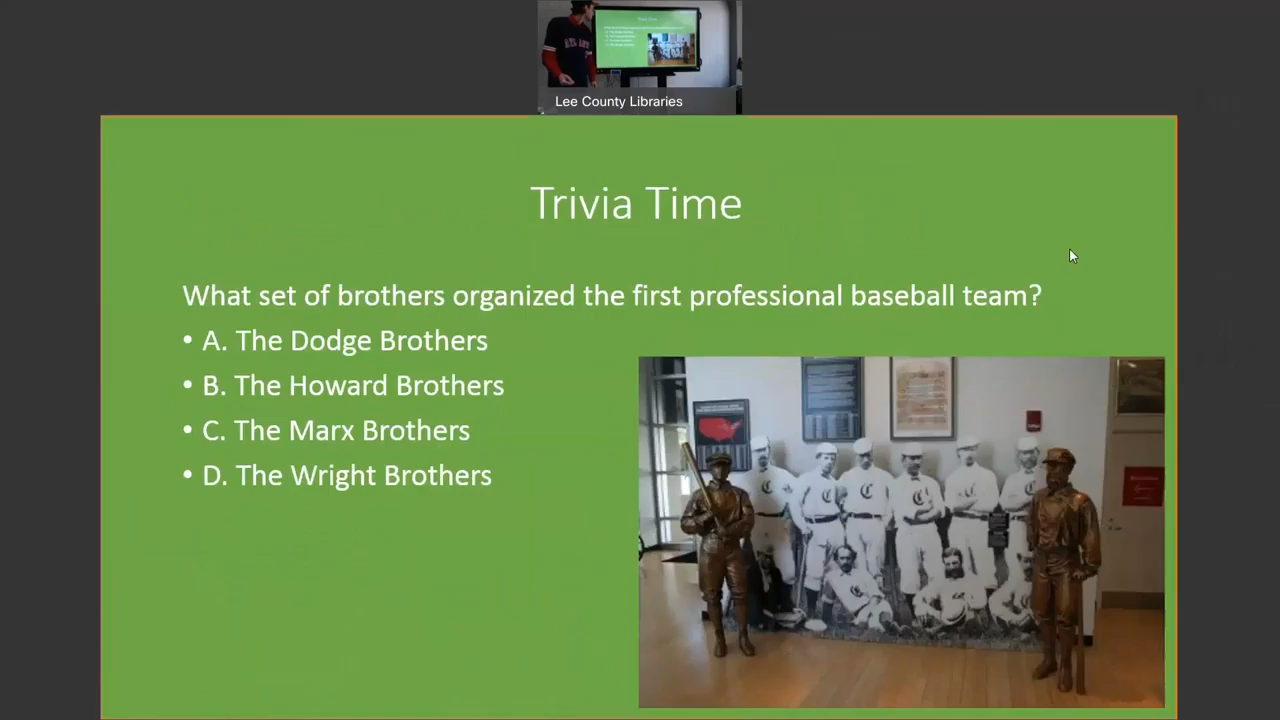 Lee County Libraries
Trivia Time
What set of brothers organized the first professional baseball team?
• A. The Dodge Brothers
• B. The Howard Brothers
• C. The Marx Brothers
• D. The Wright Brothers
C
C
C
C
C
C